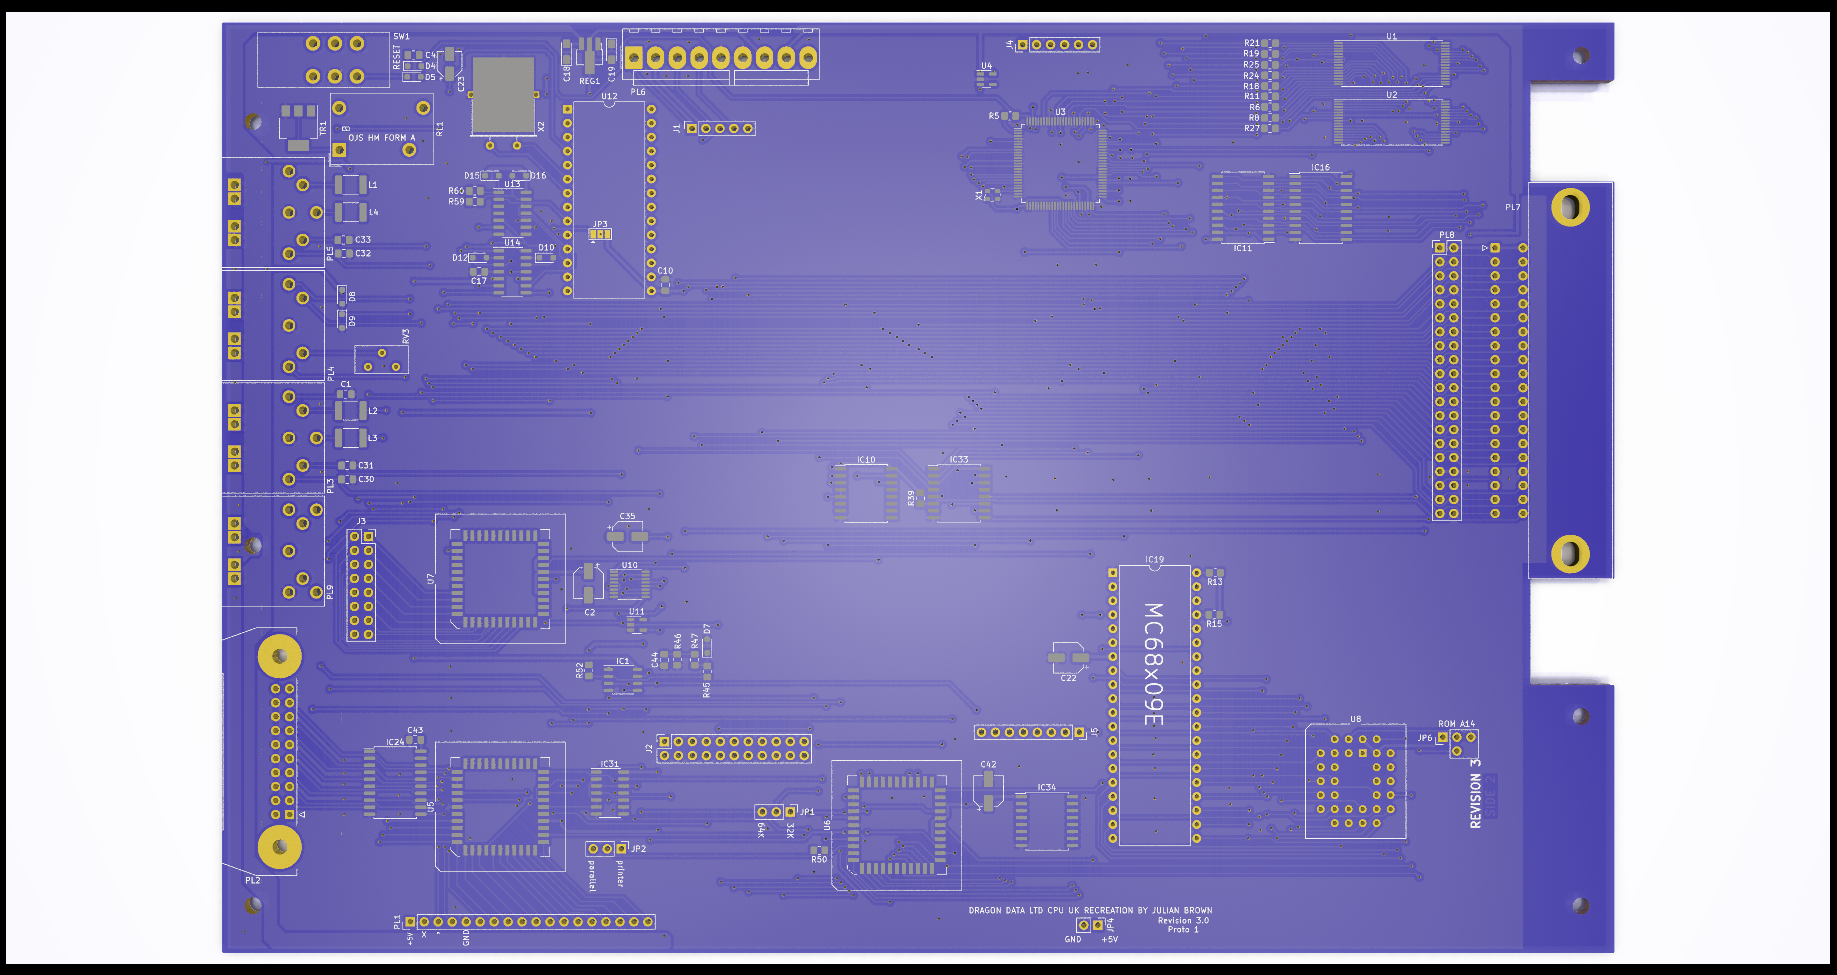 SW1
RESET
C4
D4
D5
C23
C18
REG1
C19
PL6
J4
U4
R21
R19
R25
R24
R18
R11
R6
R8
R27
U1
U2
TR1
OJS HM FORM A
X2
U12
J1
R5
U3
X1
IC16
IC11
L1
L4
D15
D16
U13
R60
R59
JP3
C33
C32
PL5
U14
D12
D10
C17
C10
PL7
PL8
D8
D9
RV3
PL4
C1
L2
L3
C31
C30
PL3
IC10
IC33
R39
J3
U7
C35
U10
C2
U11
PL9
IC19
R13
R15
MC68x09E
D7
R47
R46
C44
R52
IC1
R45
C22
C43
IC24
U5
J2
IC31
J5
C42
IC34
U8
ROM A14
JP6
REVISION 3
SIDE 2
JP1
64K
32K
U6
JP2
R50
parallel
printer
PL2
PL1
+5V
X
GND
DRAGON DATA LTD CPU UK RECREATION BY JULIAN BROWN
Revision 3.0
Proto 1
JP4
GND
+5V